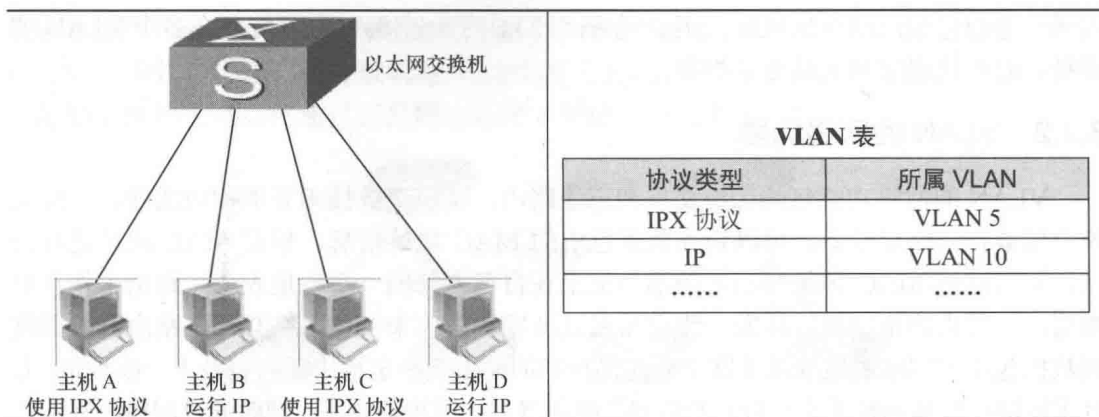 以太网交换机
S
主机 A
使用 IPX 协议
主机 B
运行 IP
主机 C
使用 IPX 协议
主机 D
运行 IP
VLAN 表
协议类型 所属 VLAN
IPX 协议 VLAN 5
IP VLAN 10
…… ……